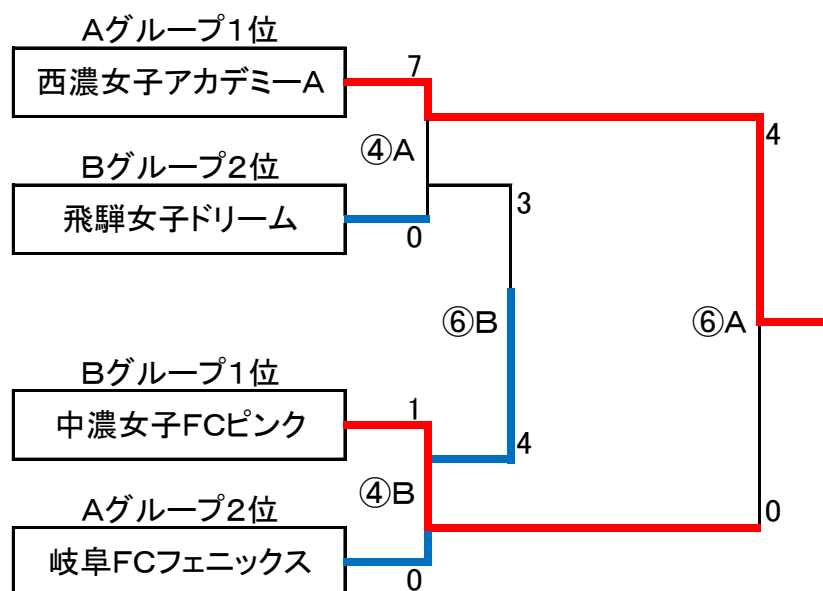 Aグループ1位
西濃女子アカデミーA
7
4
④A
Bグループ2位
飛騨女子ドリーム
3
0
⑥B
⑥A
Bグループ1位
中濃女子FCピンク
1
4
④B
Aグループ2位
0
岐阜FCフェニックス
0